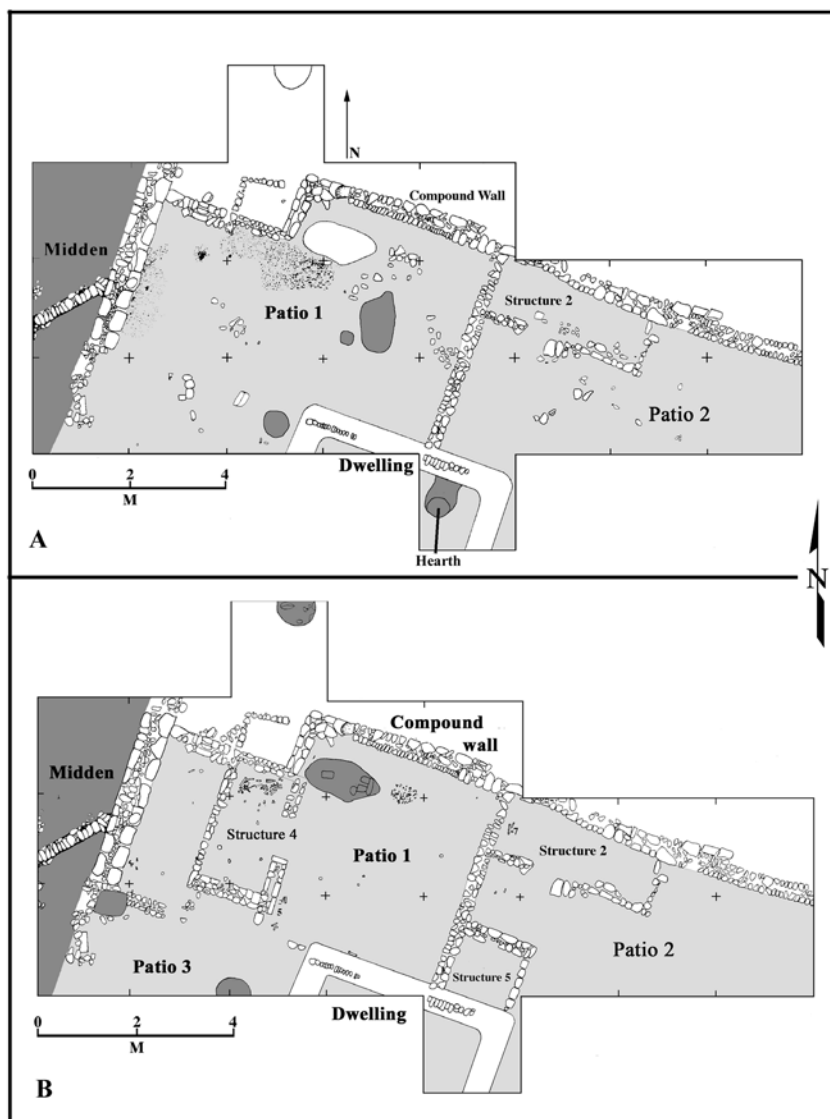 N
Compound Wall
Midden
Structure 2
Patio 1
Patio 2
Dwelling
0 2 4
M
A
Hearth
N
Compound
wall
Midden
Structure 4
Structure 2
Patio 1
Patio 2
Patio 3
Structure 5
Dwelling
0 2 4
M
B